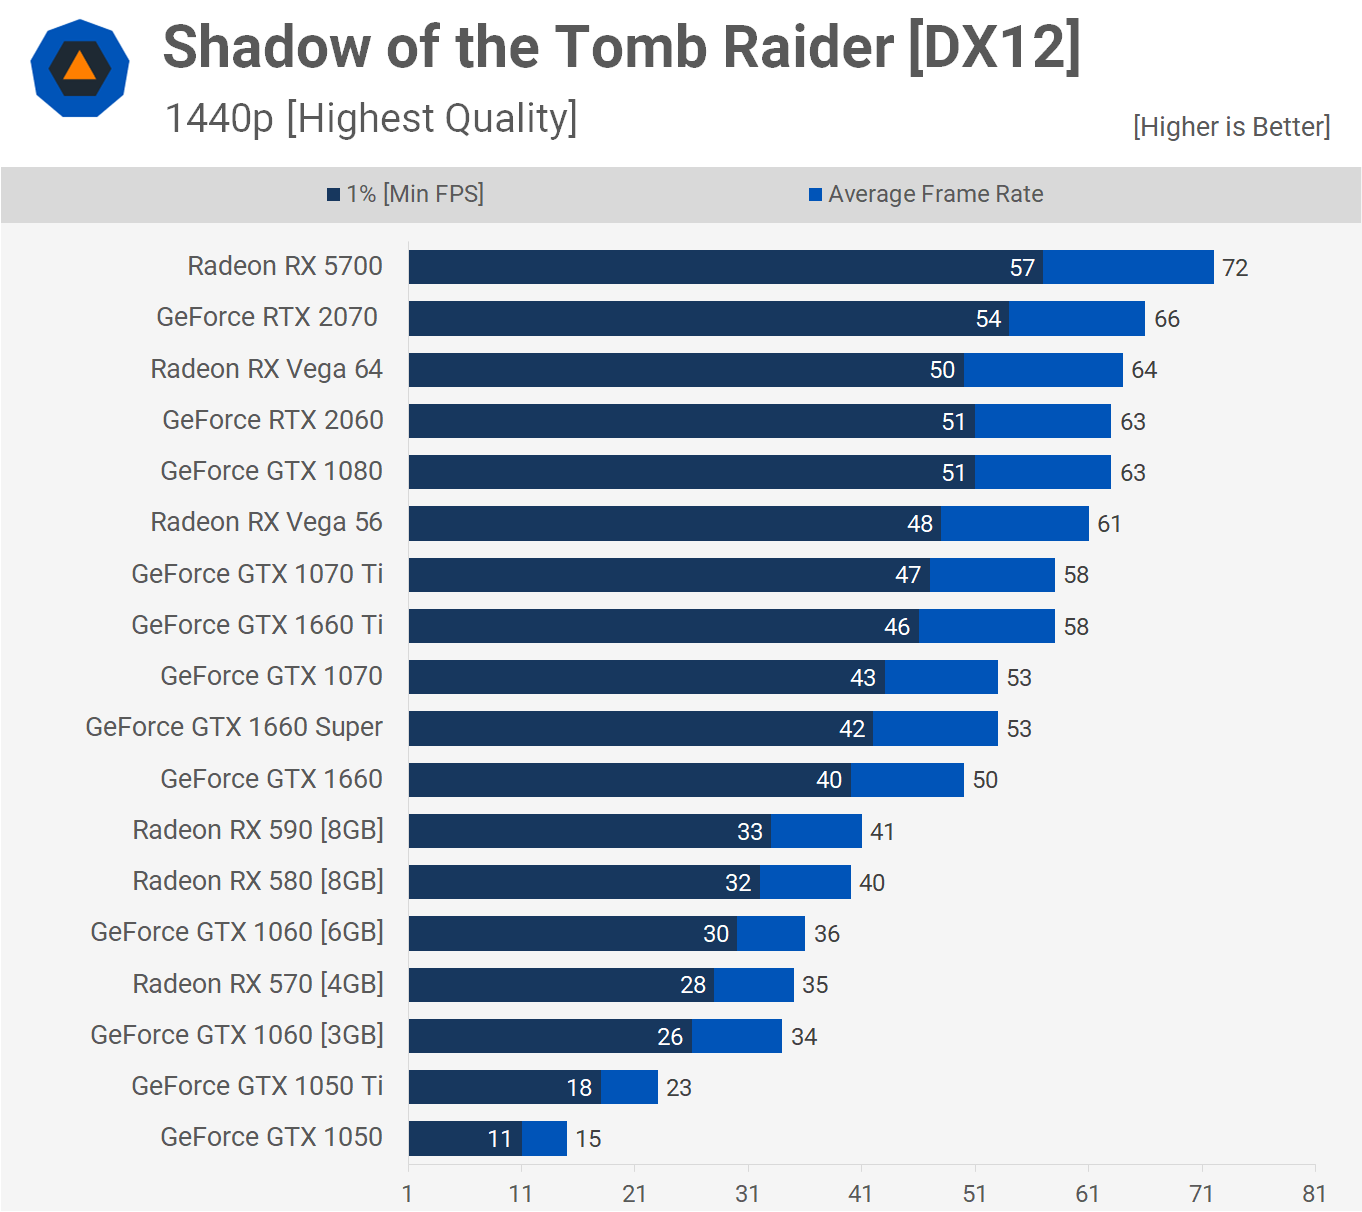 Shadow of the Tomb Raider [DX12]
1440p [Highest Quality]
[Higher is Better]
1% [Min FPS] Average Frame Rate
Radeon RX 5700 57 72
GeForce RTX 2070 54 66
Radeon RX Vega 64 50 64
GeForce RTX 2060 51 63
GeForce GTX 1080 51 63
Radeon RX Vega 56 48 61
GeForce GTX 1070 Ti 47 58
GeForce GTX 1660 Ti 46 58
GeForce GTX 1070 43 53
GeForce GTX 1660 Super 42 53
GeForce GTX 1660 40 50
Radeon RX 590 [8GB] 33 41
Radeon RX 580 [8GB] 32 40
GeForce GTX 1060 [6GB] 30 36
Radeon RX 570 [4GB] 28 35
GeForce GTX 1060 [3GB] 26 34
GeForce GTX 1050 Ti 18 23
GeForce GTX 1050 11 15
1 11 21 31 41 51 61 71 81